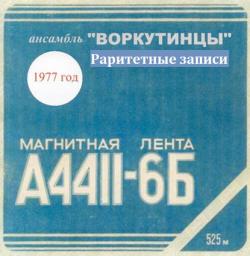 ансамбль "ВОРКУТИНЦЫ"
Раритетные записи
1977 год
МАГНИТНАЯ ЛЕНТА
А4411-6Б
525 м